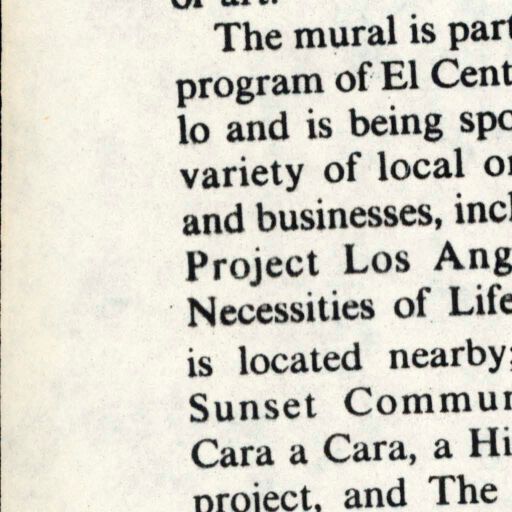 of art.
The mural is part
program of El Cent
lo and is being spo
variety of local or
and businesses, incl
Project Los Ang
Necessities of Life
is located nearby;
Sunset Commun
Cara a Cara, a Hi
project, and The